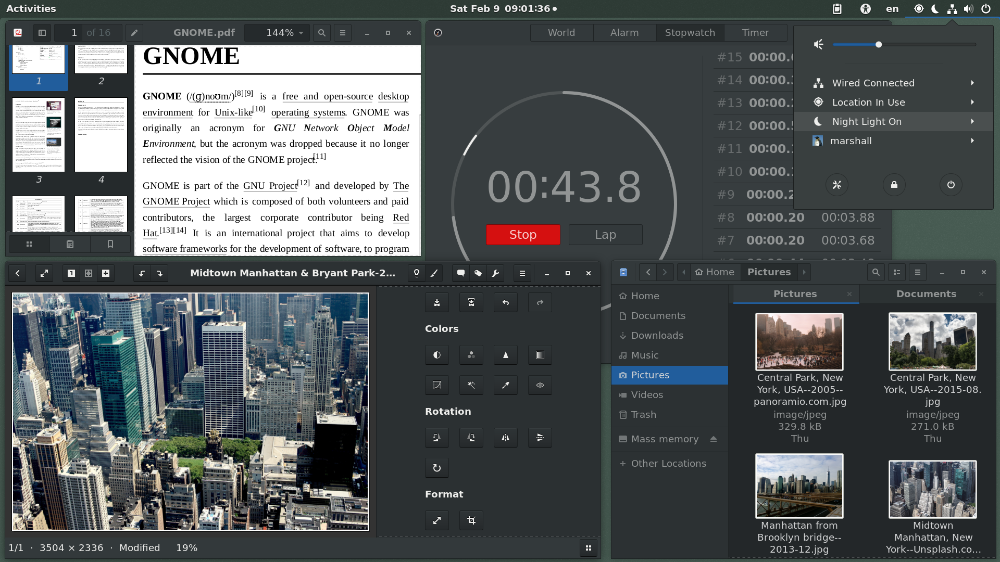 Activities
Sat Feb 9 09:01:36
en
1 of 16
GNOME.pdf
144%
1
2
3
4
GNOME
GNOME (/(ɡ)noʊm/)[8][9] is a free and open-source desktop
environment for Unix-like[10] operating systems. GNOME was
originally an acronym for GNU Network Object Model
Environment, but the acronym was dropped because it no longer
reflected the vision of the GNOME project.[11]
GNOME is part of the GNU Project[12] and developed by The
GNOME Project which is composed of both volunteers and paid
contributors, the largest corporate contributor being Red
Hat.[13][14] It is an international project that aims to develop
software frameworks for the development of software, to program
World
Alarm
Stopwatch
Timer
00:43.8
Stop
Lap
#15
#14
#13
#12
#11
#10
#9
#8 00:00.20 00:03.88
#7 00:00.20 00:03.68
Wired Connected
Location In Use
Night Light On
marshall
Midtown Manhattan & Bryant Park-2...
Colors
Rotation
Format
1/1 · 3504 × 2336 · Modified 19%
Home
Pictures
Home
Documents
Downloads
Music
Pictures
Videos
Trash
Mass memory
Other Locations
Pictures
Documents
Central Park, New
York, USA--2005--
panoramio.com.jpg
image/jpeg
329.8 kB
Thu
Central Park, New
York, USA--2015-08.
jpg
image/jpeg
271.0 kB
Thu
Manhattan from
Brooklyn bridge--
2013-12.jpg
Midtown
Manhattan, New
York--Unsplash.co...